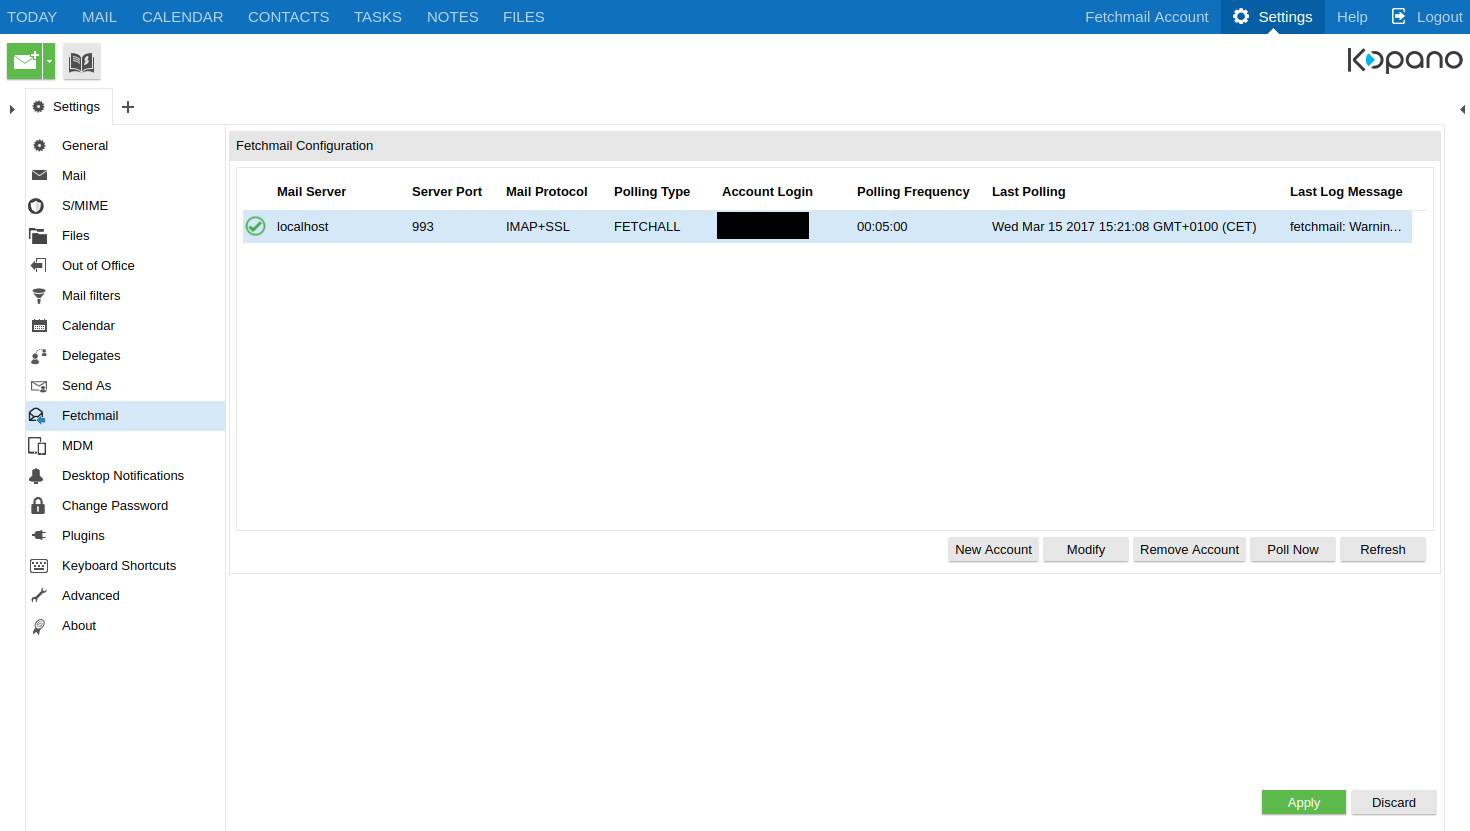 TODAY MAIL CALENDAR CONTACTS TASKS NOTES FILES Fetchmail Account Settings Help Logout
Kopano
Settings
General
Mail
S/MIME
Files
Out of Office
Mail filters
Calendar
Delegates
Send As
Fetchmail
MDM
Desktop Notifications
Change Password
Plugins
Keyboard Shortcuts
Advanced
About
Fetchmail Configuration
Mail Server Server Port Mail Protocol Polling Type Account Login Polling Frequency Last Polling Last Log Message
localhost 993 IMAP+SSL FETCHALL 00:05:00 Wed Mar 15 2017 15:21:08 GMT+0100 (CET) fetchmail: Warnin...
New Account Modify Remove Account Poll Now Refresh
Apply Discard